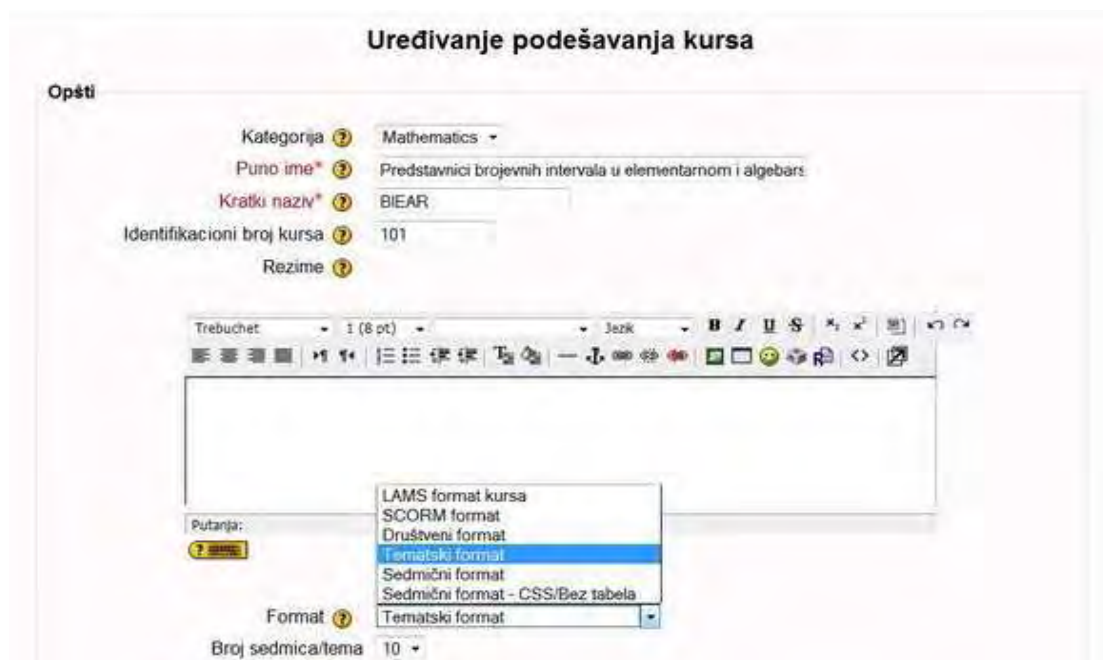 Uređivanje podešavanja kursa
Opšti
Kategorija Mathematics
Puno ime* Predstavnici brojevnih intervala u elementarnom i algebars
Kratki naziv* BIEAR
Identifikacioni broj kursa 101
Rezime
Trebuchet 1 (8 pt) Jezik B I U S
Putanja:
LAMS format kursa
SCORM format
Društveni format
Tematski format
Sedmični format
Sedmični format - CSS/Bez tabela
Format Tematski format
Broj sedmica/tema 10